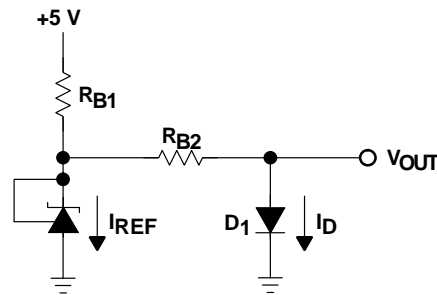 +5 V
RB1
RB2
VOUT
IREF
D1
ID